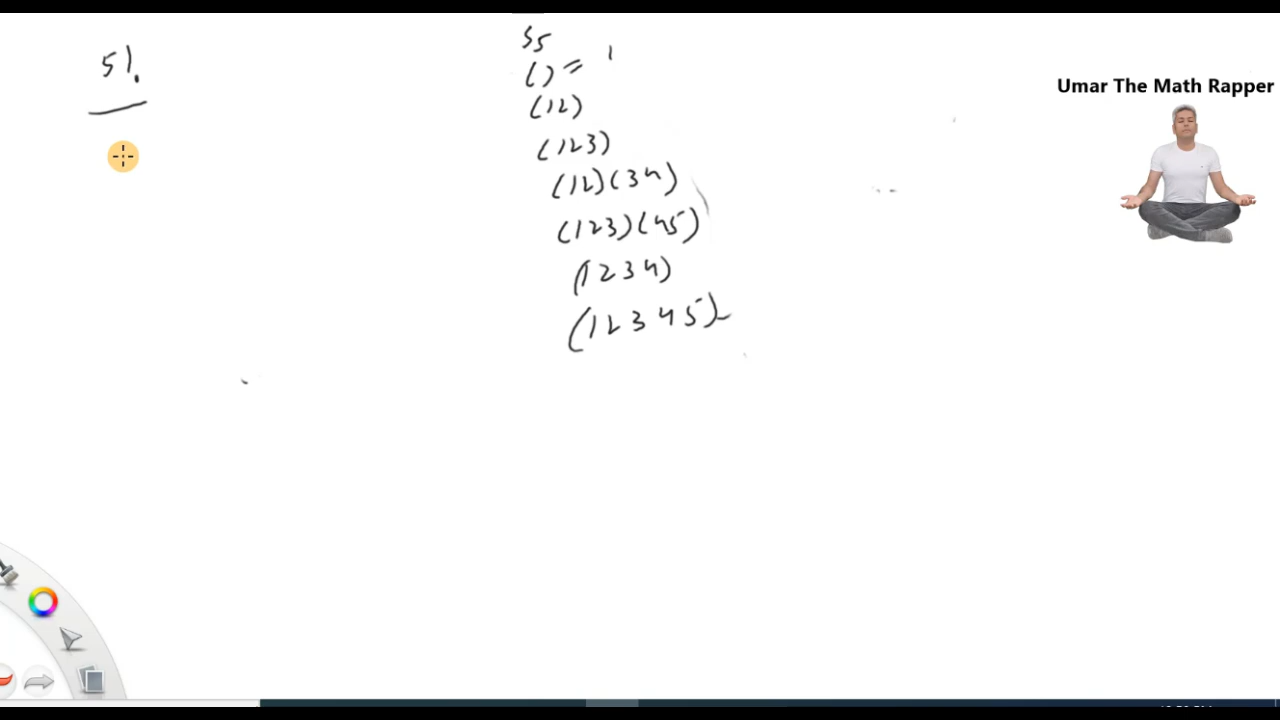 5!
S5
() = 1
(12)
(123)
(12)(34)
(123)(45)
(1234)
(12345)
Umar The Math Rapper